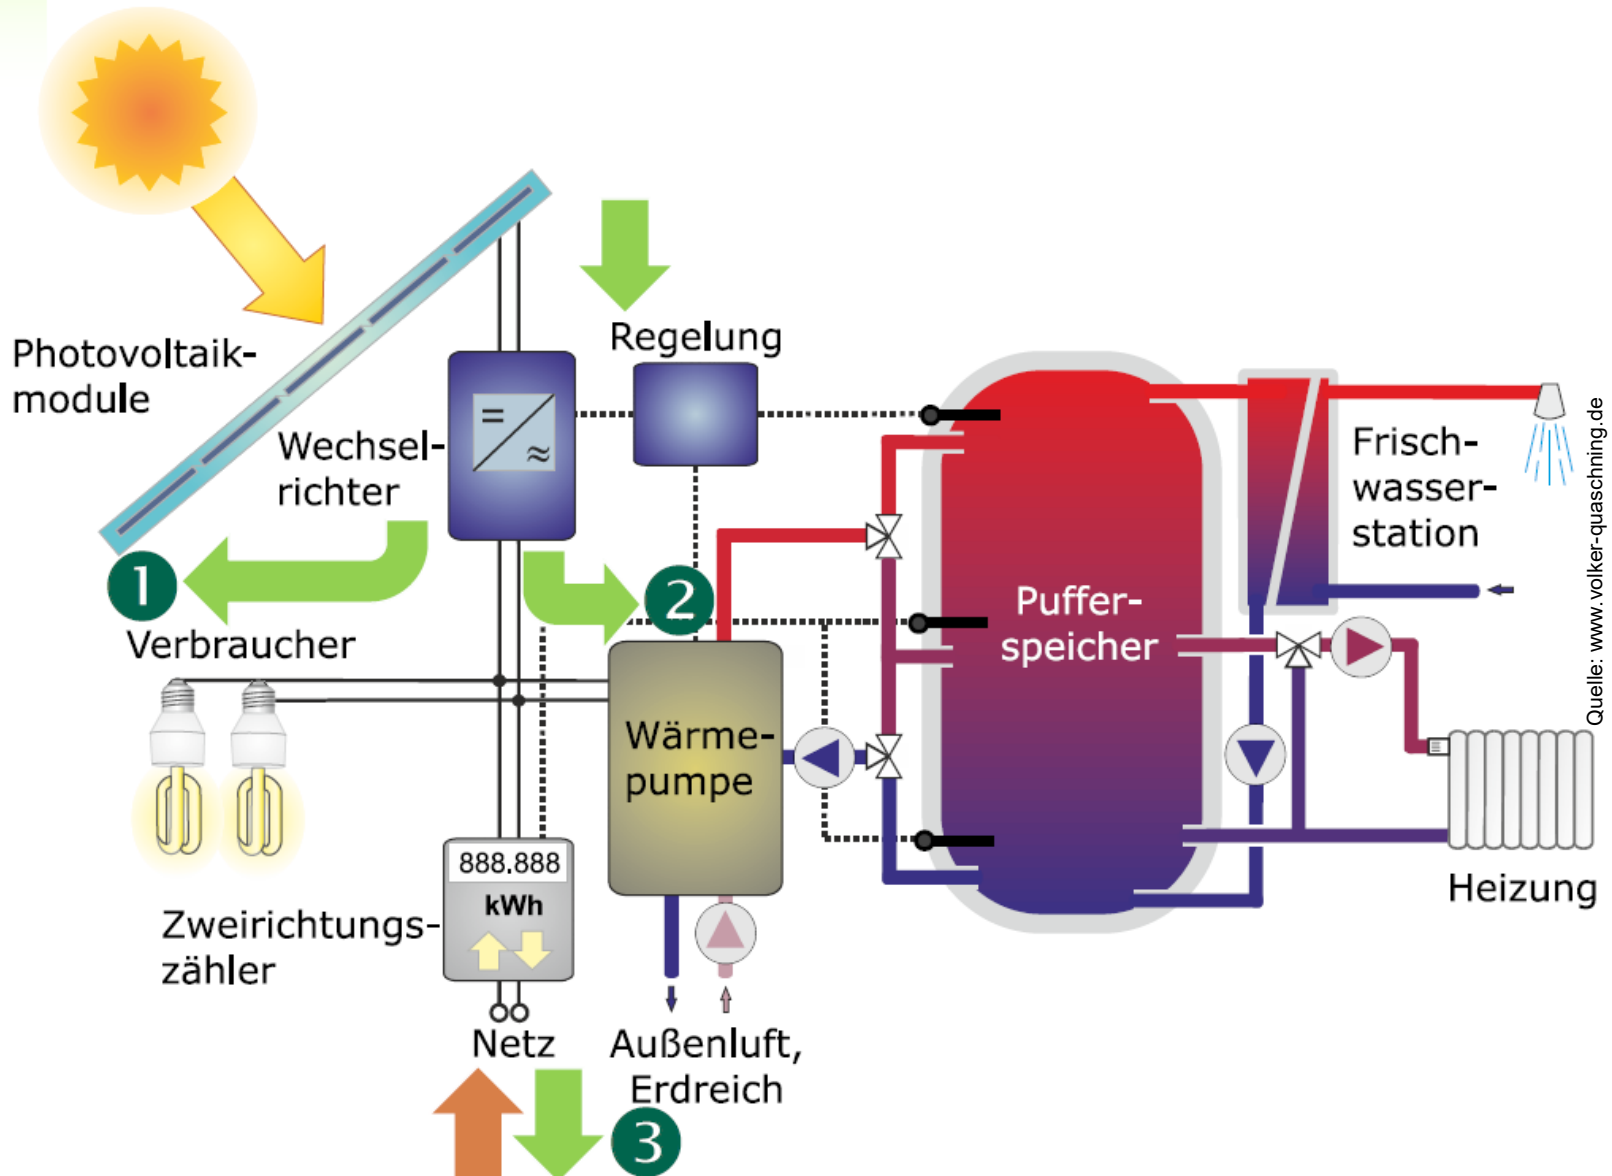 Photovoltaik-
module
Wechsel-
richter
Regelung
=
≈
1
2
Verbraucher
Wärme-
pumpe
Puffer-
speicher
Frisch-
wasser-
station
Heizung
888.888
kWh
Zweirichtungs-
zähler
Netz
Außenluft,
Erdreich
3
Quelle: www.volker-quaschning.de